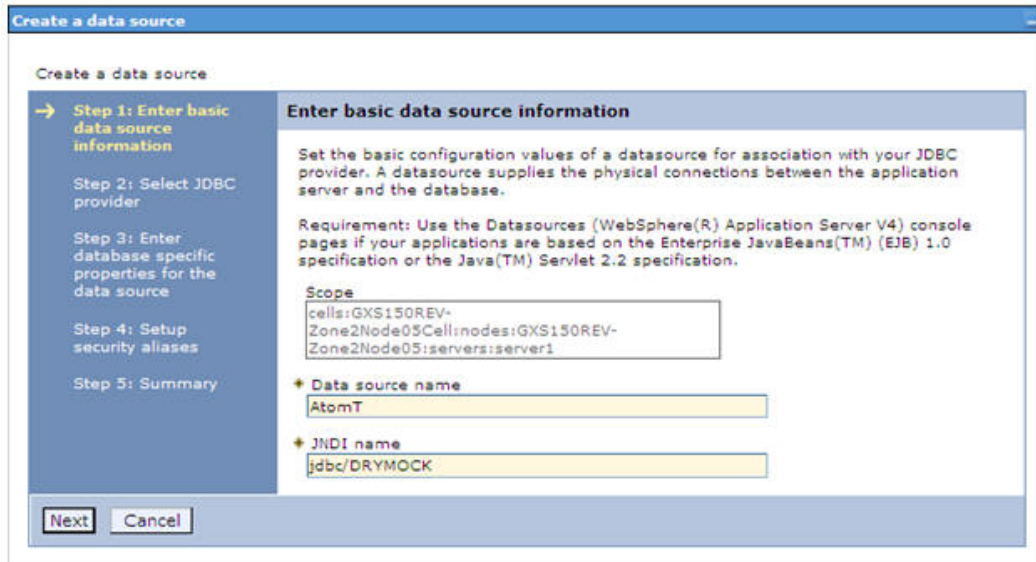 Create a data source
Create a data source
Step 1: Enter basic
data source
information
Step 2: Select JDBC
provider
Step 3: Enter
database specific
properties for the
data source
Step 4: Setup
security aliases
Step 5: Summary
Enter basic data source information
Set the basic configuration values of a datasource for association with your JDBC
provider. A datasource supplies the physical connections between the application
server and the database.
Requirement: Use the Datasources (WebSphere(R) Application Server V4) console
pages if your applications are based on the Enterprise JavaBeans(TM) (EJB) 1.0
specification or the Java(TM) Servlet 2.2 specification.
Scope
cells:GXS150REV-
Zone2Node05Cell:nodes:GXS150REV-
Zone2Node05:servers:server1
Data source name
AtomT
JNDI name
jdbc/DRYMOCK
Next Cancel